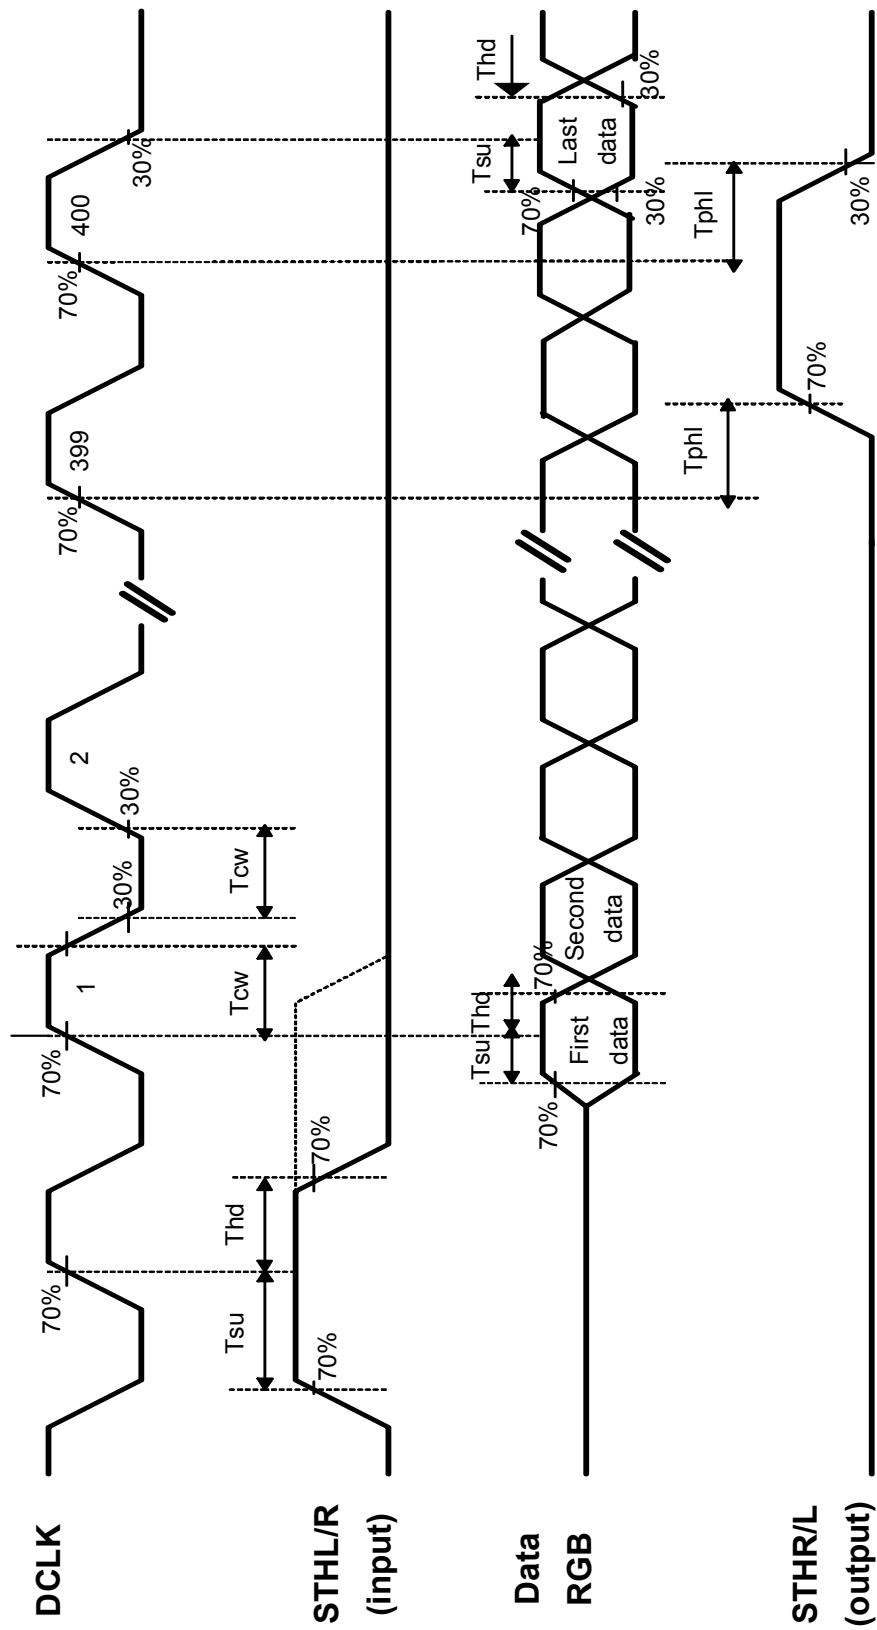 DCLK
70%
70%
1
30%
30%
2
70%
399
70%
400
30%
Tcw
Tcw
STHL/R
(input)
Tsu
Thd
70%
70%
Data
RGB
70%
Tsu
Thd
70%
First
data
Second
data
Tsu
Thd
70%
30%
Last
data
30%
STHR/L
(output)
Tphl
70%
Tphl
30%